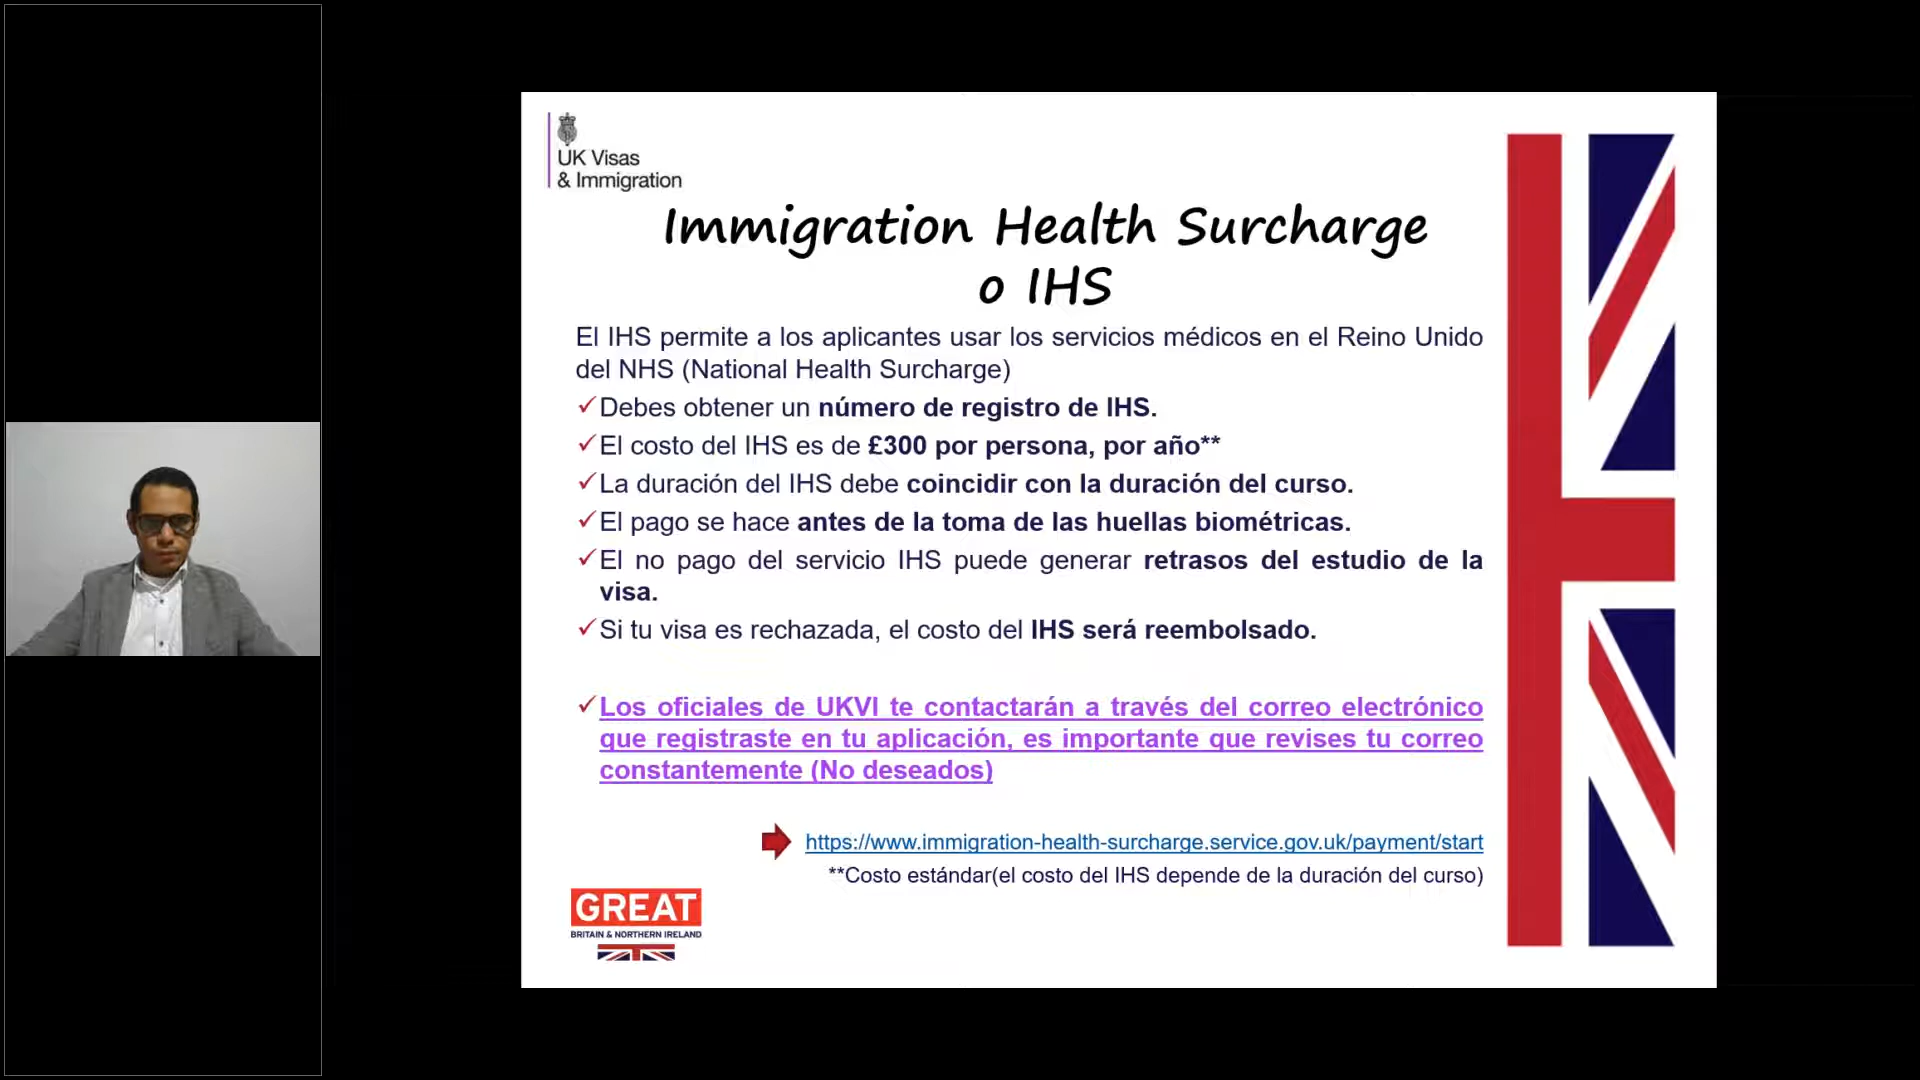 UK Visas
& Immigration
Immigration Health Surcharge
o IHS
El IHS permite a los aplicantes usar los servicios médicos en el Reino Unido
del NHS (National Health Surcharge)
✓Debes obtener un número de registro de IHS.
✓El costo del IHS es de £300 por persona, por año**
✓La duración del IHS debe coincidir con la duración del curso.
✓El pago se hace antes de la toma de las huellas biométricas.
✓El no pago del servicio IHS puede generar retrasos del estudio de la
visa.
✓Si tu visa es rechazada, el costo del IHS será reembolsado.
✓Los oficiales de UKVI te contactarán a través del correo electrónico
que registraste en tu aplicación, es importante que revises tu correo
constantemente (No deseados)
https://www.immigration-health-surcharge.service.gov.uk/payment/start
**Costo estándar(el costo del IHS depende de la duración del curso)
GREAT
BRITAIN & NORTHERN IRELAND